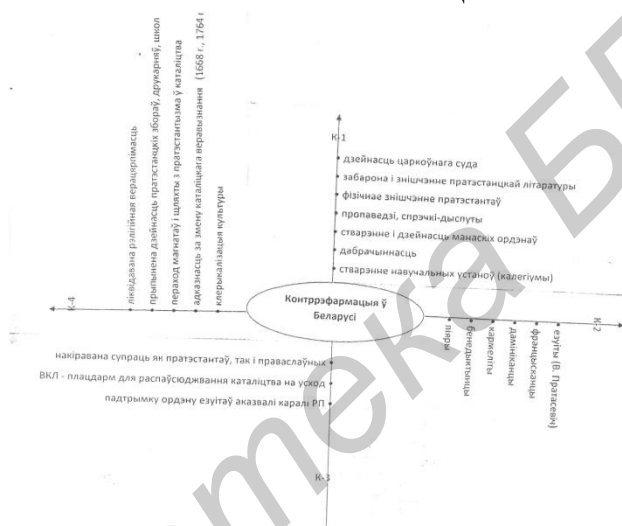 К-1
дзейнасць царкоўнага суда
забарона і знішчэнне пратэстанцкай літаратуры
фізічнае знішчэнне пратэстантаў
пропаведзі, спрэчкі-дыспуты
стварэнне і дзейнасць манаскіх ордэнаў
дабрачыннасць
стварэнне навучальных устаноў (калегіумы)
Контррэфармацыя ў
Беларусі
К-2
піяры
бенедыктынцы
кармеліты
дамініканцы
францысканцы
езуіты (В. Пратасевіч)
К-3
накіравана супраць як пратэстантаў, так і праваслаўных
ВКЛ - плацдарм для распаўсюджвання каталіцтва на усход
падтрымку ордэну езуітаў аказвалі каралі РП
К-4
ліквідавана рэлігійная верацярпімасць
прыпынена дзейнасць пратэстанцкіх збораў, друкарняў, школ
пераход магнатаў і шляхты з пратэстантызма ў каталіцтва
адказнасць за змену каталіцкага веравызнання (1668 г., 1764 г
клерыкалізацыя культуры
тека Б